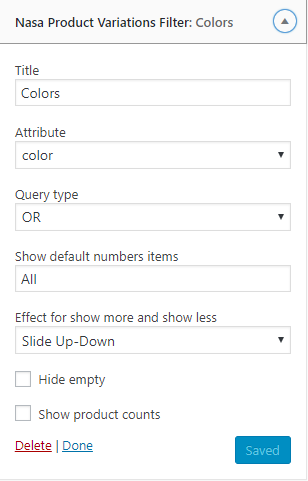 Nasa Product Variations Filter: Colors
Title
Colors
Attribute
color
Query type
OR
Show default numbers items
All
Effect for show more and show less
Slide Up-Down
Hide empty
Show product counts
Delete | Done Saved